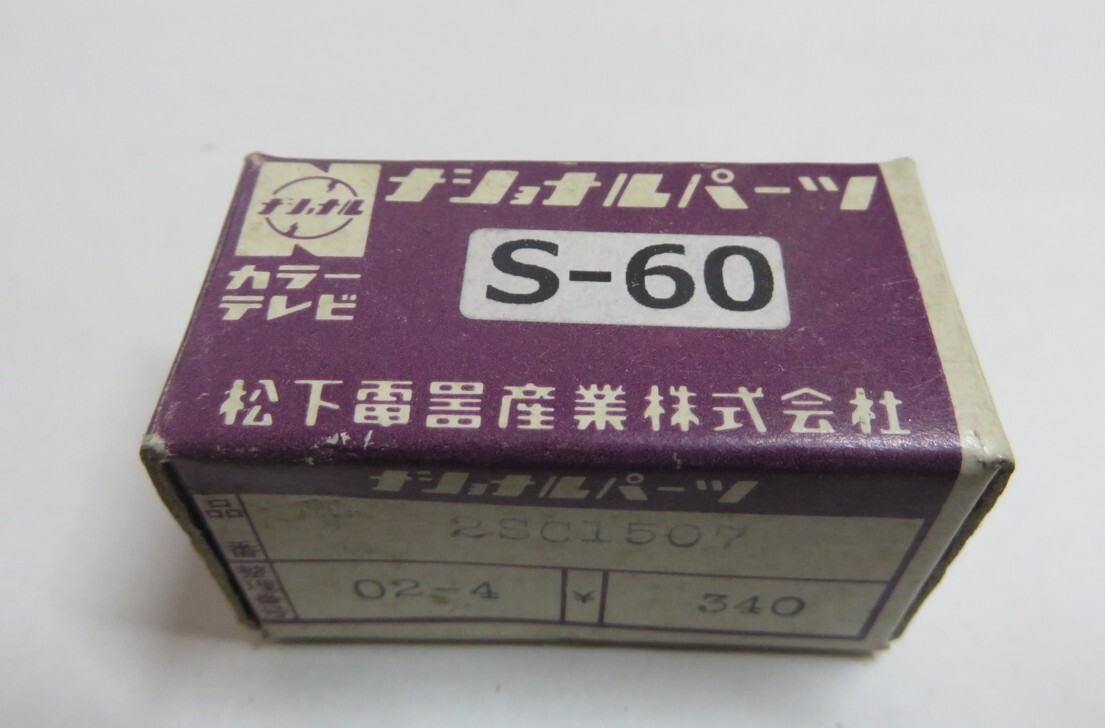 ナショナルパーツ
ナショナル
カラー
テレビ
S-60
松下電器産業株式会社
ナショナルパーツ
品
2SC1507
02-4 ¥ 340